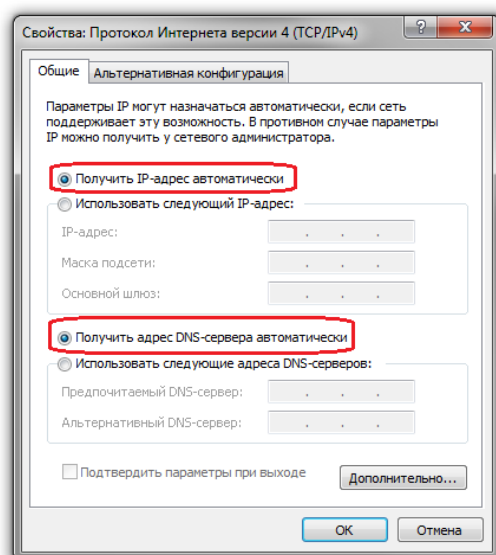 Свойства: Протокол Интернета версии 4 (TCP/IPv4)
Общие
Альтернативная конфигурация
Параметры IP могут назначаться автоматически, если сеть
поддерживает эту возможность. В противном случае параметры
IP можно получить у сетевого администратора.
Получить IP-адрес автоматически
Использовать следующий IP-адрес:
IP-адрес:
Маска подсети:
Основной шлюз:
Получить адрес DNS-сервера автоматически
Использовать следующие адреса DNS-серверов:
Предпочитаемый DNS-сервер:
Альтернативный DNS-сервер:
Подтвердить параметры при выходе
Дополнительно...
ОК
Отмена